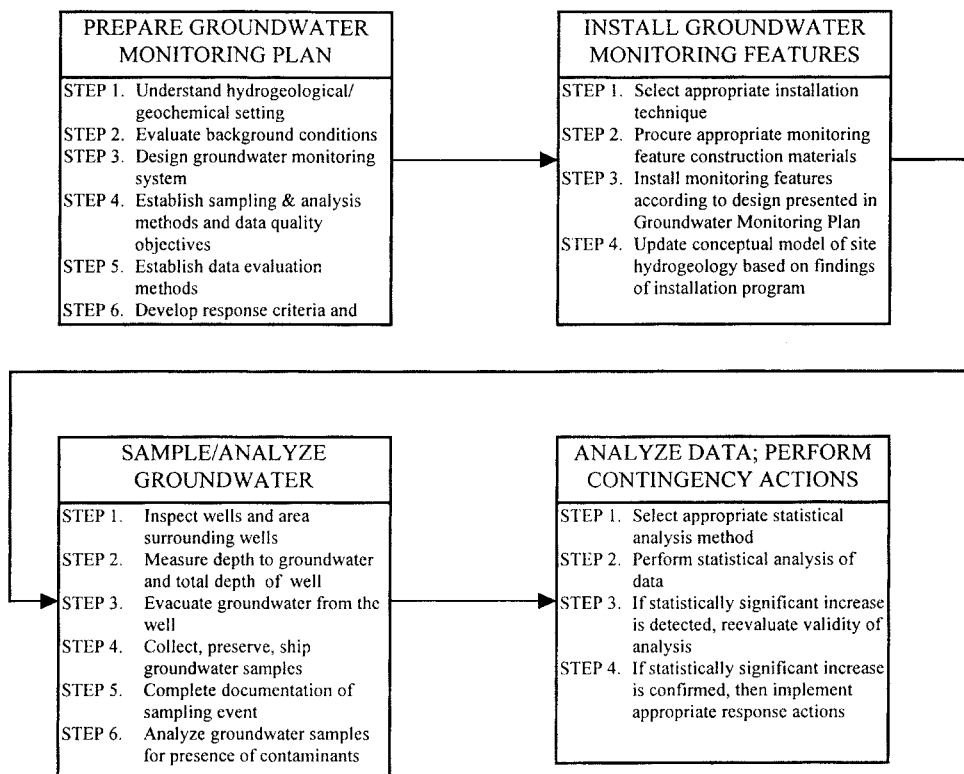 PREPARE GROUNDWATER
MONITORING PLAN
STEP 1. Understand hydrogeological/
geochemical setting
STEP 2. Evaluate background conditions
STEP 3. Design groundwater monitoring
system
STEP 4. Establish sampling & analysis
methods and data quality
objectives
STEP 5. Establish data evaluation
methods
STEP 6. Develop response criteria and
INSTALL GROUNDWATER
MONITORING FEATURES
STEP 1. Select appropriate installation
technique
STEP 2. Procure appropriate monitoring
feature construction materials
STEP 3. Install monitoring features
according to design presented in
Groundwater Monitoring Plan
STEP 4. Update conceptual model of site
hydrogeology based on findings
of installation program
SAMPLE/ANALYZE
GROUNDWATER
STEP 1. Inspect wells and area
surrounding wells
STEP 2. Measure depth to groundwater
and total depth of well
STEP 3. Evacuate groundwater from the
well
STEP 4. Collect, preserve, ship
groundwater samples
STEP 5. Complete documentation of
sampling event
STEP 6. Analyze groundwater samples
for presence of contaminants
ANALYZE DATA; PERFORM
CONTINGENCY ACTIONS
STEP 1. Select appropriate statistical
analysis method
STEP 2. Perform statistical analysis of
data
STEP 3. If statistically significant increase
is detected, reevaluate validity of
analysis
STEP 4. If statistically significant increase
is confirmed, then implement
appropriate response actions